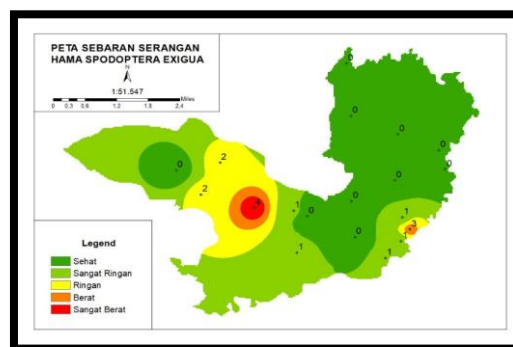 PETA SEBARAN SERANGAN
HAMA SPODOPTERA EXIGUA
N
1:51.547
0 0,3 0,6 1,2 1,8 2,4
Miles
0
0
0
0
0
0
2
0
2
4
1
0
0
1
3
1
0
1
1
Legend
Sehat
Sangat Ringan
Ringan
Berat
Sangat Berat